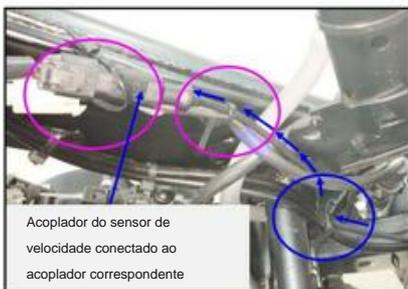 Acoplador do sensor de
velocidade conectado ao
acoplador correspondente